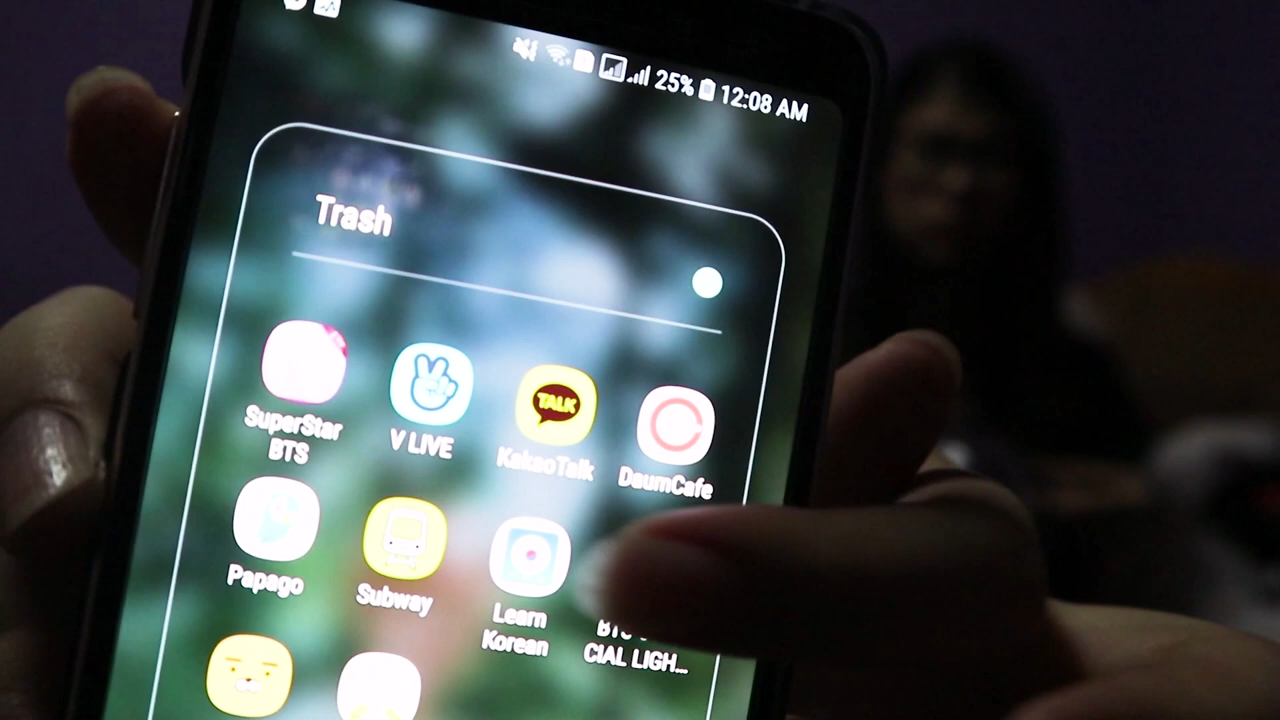 25% 12:08 AM
Trash
TALK
SuperStar
BTS
V LIVE
KakaoTalk
DaumCafe
Papago
Subway
Learn
Korean
CIAL LIGH...